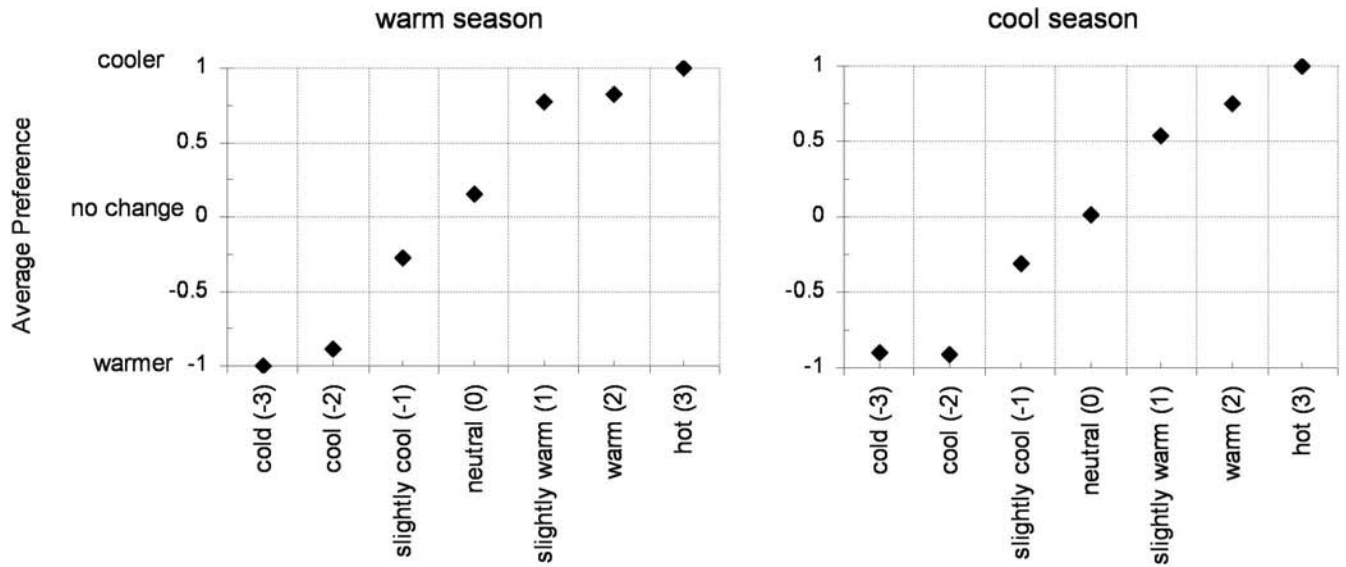 warm season
cooler
1
0.5
no change
0
-0.5
warmer
-1
Average Preference
cold (-3)
cool (-2)
slightly cool (-1)
neutral (0)
slightly warm (1)
warm (2)
hot (3)
cool season
1
0.5
0
-0.5
-1
cold (-3)
cool (-2)
slightly cool (-1)
neutral (0)
slightly warm (1)
warm (2)
hot (3)